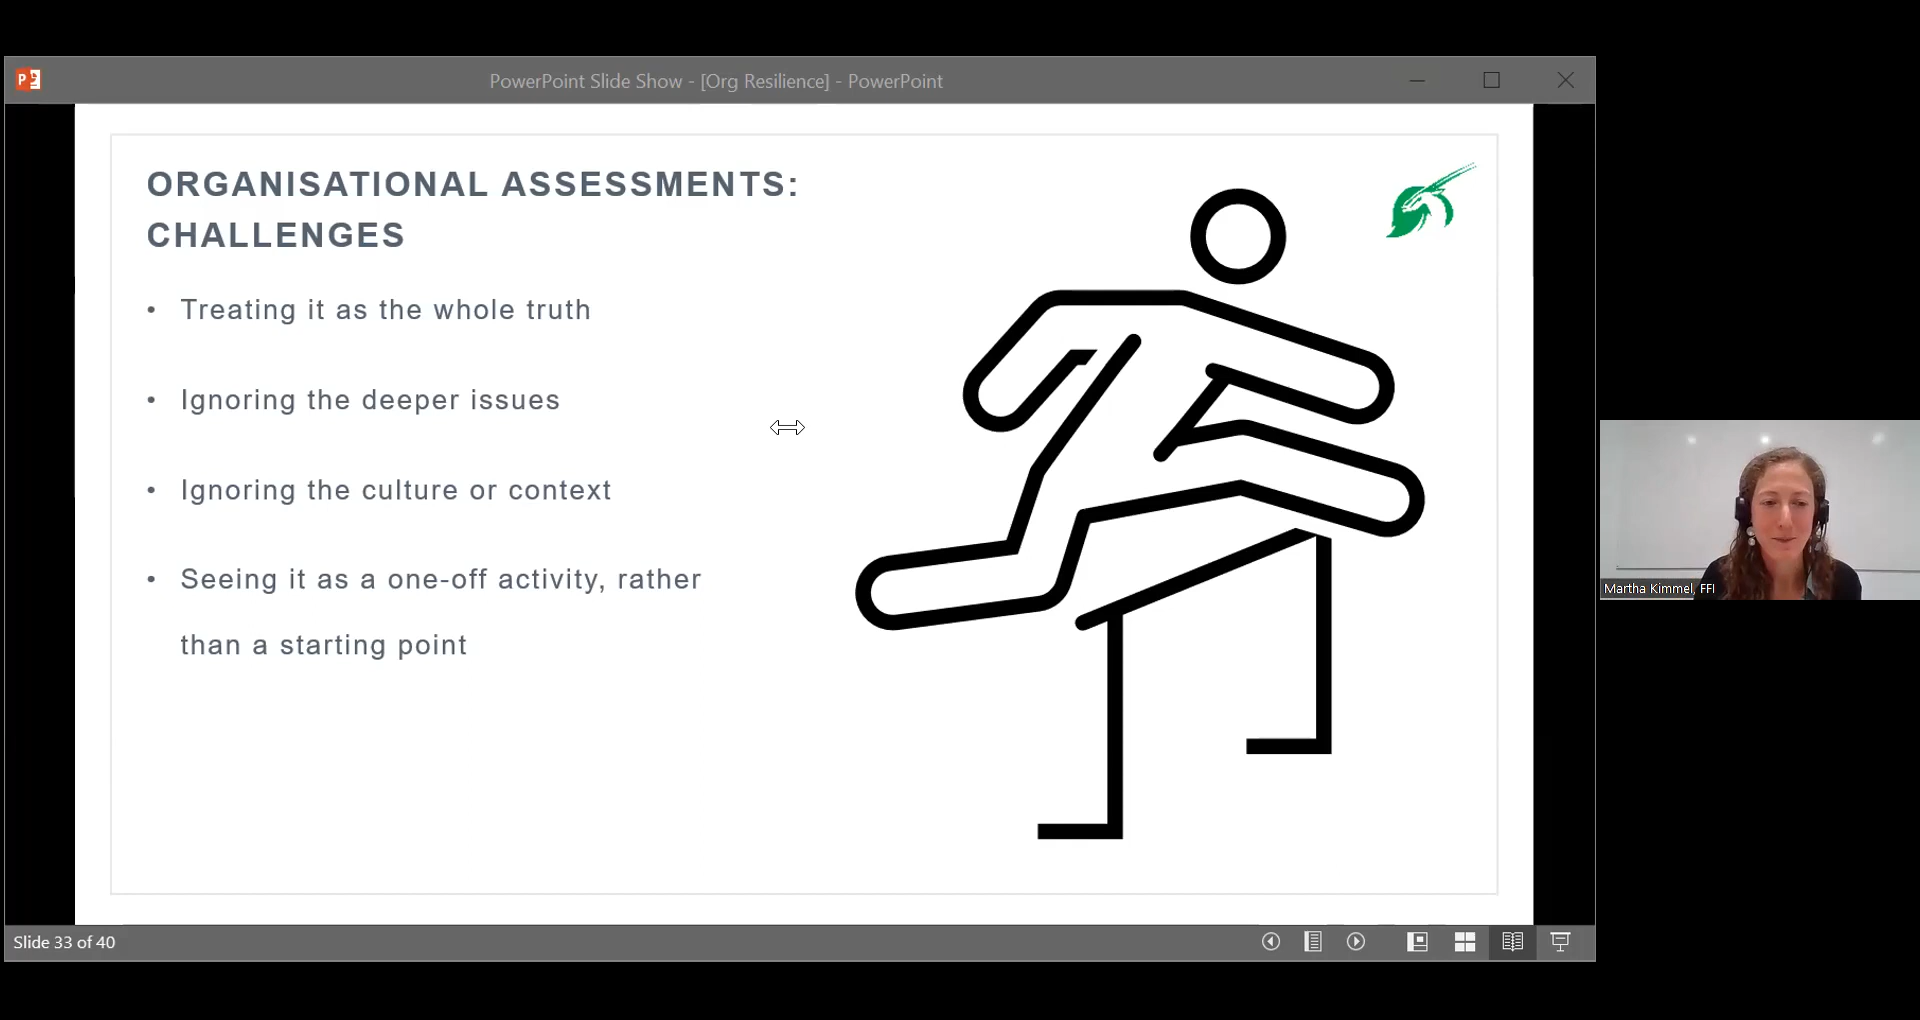 PowerPoint Slide Show - [Org Resilience] - PowerPoint
ORGANISATIONAL ASSESSMENTS:
CHALLENGES
• Treating it as the whole truth
• Ignoring the deeper issues
• Ignoring the culture or context
• Seeing it as a one-off activity, rather
than a starting point
Martha Kimmel, FFI
Slide 33 of 40